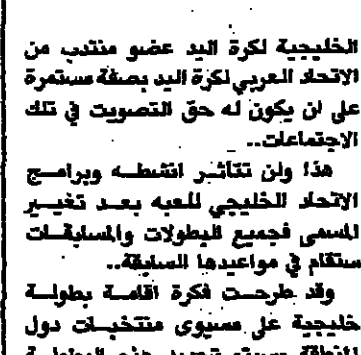 الخليجية لكرة اليد عضو منتدب من
الاتحاد العربي لكرة اليد بصفة مستمرة
على ان يكون له حق التصويت في تلك
الاجتماعات..
هذا ولن تتأثر انشطة وبرامج
الاتحاد الخليجي للعبه بعد تغيير
المسمى فجميع البطولات والمسابقات
ستقام في مواعيدها السابقة..
وقد طرحت فكرة اقامة بطولة
خليجية على مستوى منتخبات دول
هذه